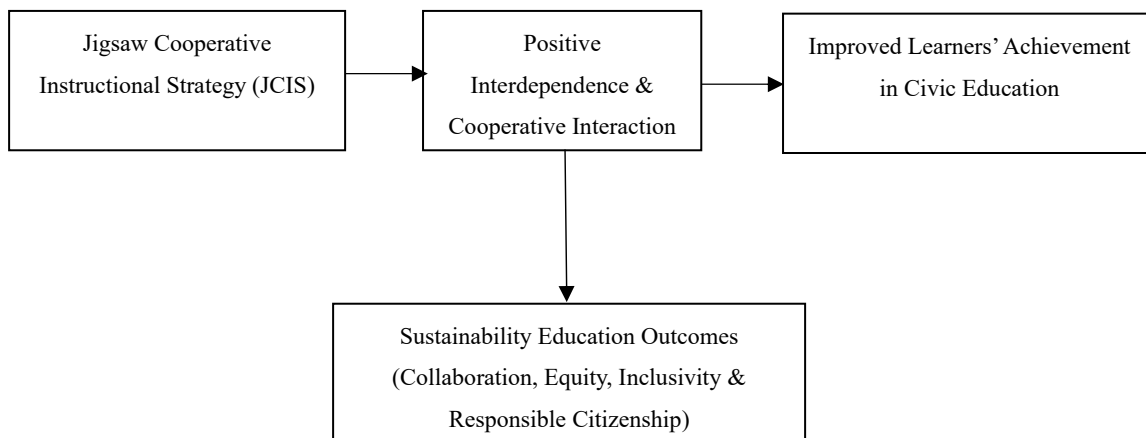 Jigsaw Cooperative
Instructional Strategy (JCIS)
Positive
Interdependence &
Cooperative Interaction
Improved Learners’ Achievement
in Civic Education
Sustainability Education Outcomes
(Collaboration, Equity, Inclusivity &
Responsible Citizenship)